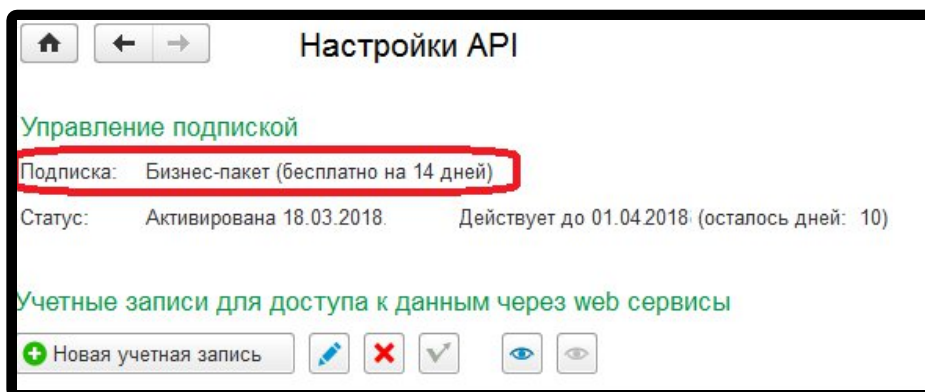 Настройки API
Управление подпиской
Подписка: Бизнес-пакет (бесплатно на 14 дней)
Статус: Активирована 18.03.2018. Действует до 01.04.2018 (осталось дней: 10)
Учетные записи для доступа к данным через web сервисы
Новая учетная запись